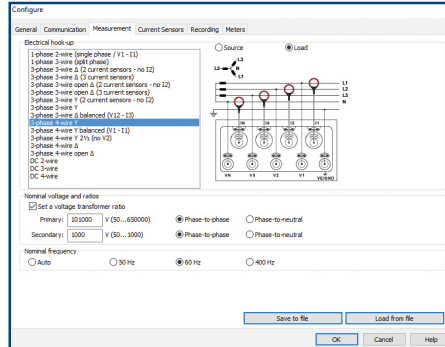 Configure
General Communication Measurement Current Sensors Recording Meters
Electrical hook-up
1-phase 2-wire (single phase / V1 - I1)
1-phase 3-wire (split phase)
3-phase 3-wire Δ (2 current sensors - no I2)
3-phase 3-wire Δ (3 current sensors)
3-phase 3-wire open Δ (2 current sensors - no I2)
3-phase 3-wire open Δ (3 current sensors)
3-phase 3-wire Y (2 current sensors - no I2)
3-phase 3-wire Y
3-phase 3-wire Δ balanced (V12 - I3)
3-phase 4-wire Y
3-phase 4-wire Y balanced (V1 - I1)
3-phase 4-wire Y 2½ (no V2)
3-phase 4-wire Δ
3-phase 4-wire open Δ
DC 2-wire
DC 3-wire
DC 4-wire
Source Load
L3
L2 N
L1
L1
L2
L3
N
IN I3 I2 I1
VN V3 V2 V1
VE/GND
Nominal voltage and ratios
Set a voltage transformer ratio
Primary: 101000 V (50...650000) Phase-to-phase Phase-to-neutral
Secondary: 1000 V (50...1000) Phase-to-phase Phase-to-neutral
Nominal frequency
Auto 50 Hz 60 Hz 400 Hz
Save to file Load from file
OK Cancel Help